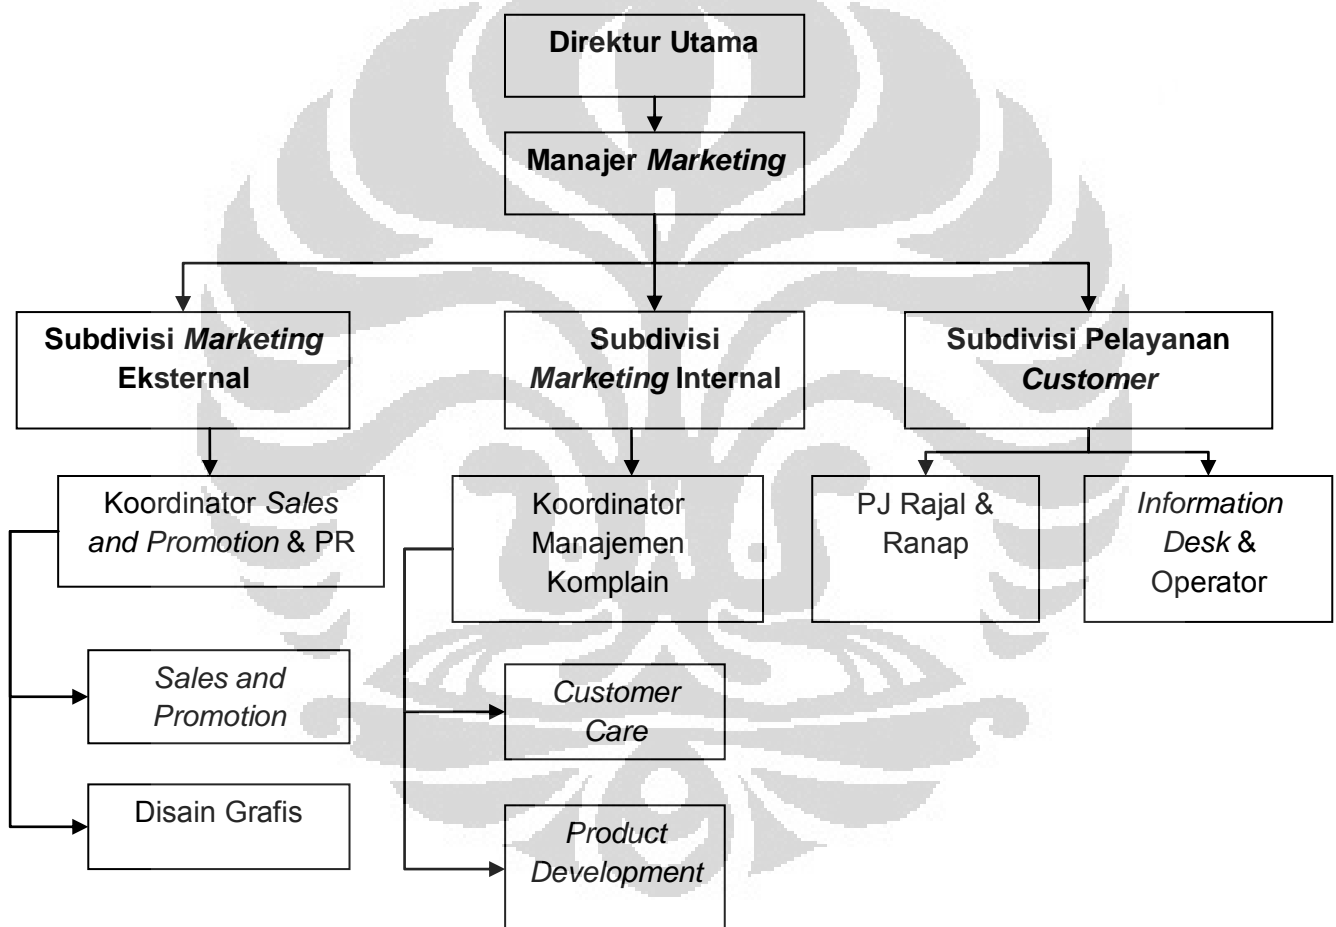 Direktur Utama
Manajer Marketing
Subdivisi Marketing
Eksternal
Subdivisi
Marketing Internal
Subdivisi Pelayanan
Customer
Koordinator Sales
and Promotion & PR
Koordinator
Manajemen
Komplain
PJ Rajal &
Ranap
Information
Desk &
Operator
Sales and
Promotion
Customer
Care
Disain Grafis
Product
Development